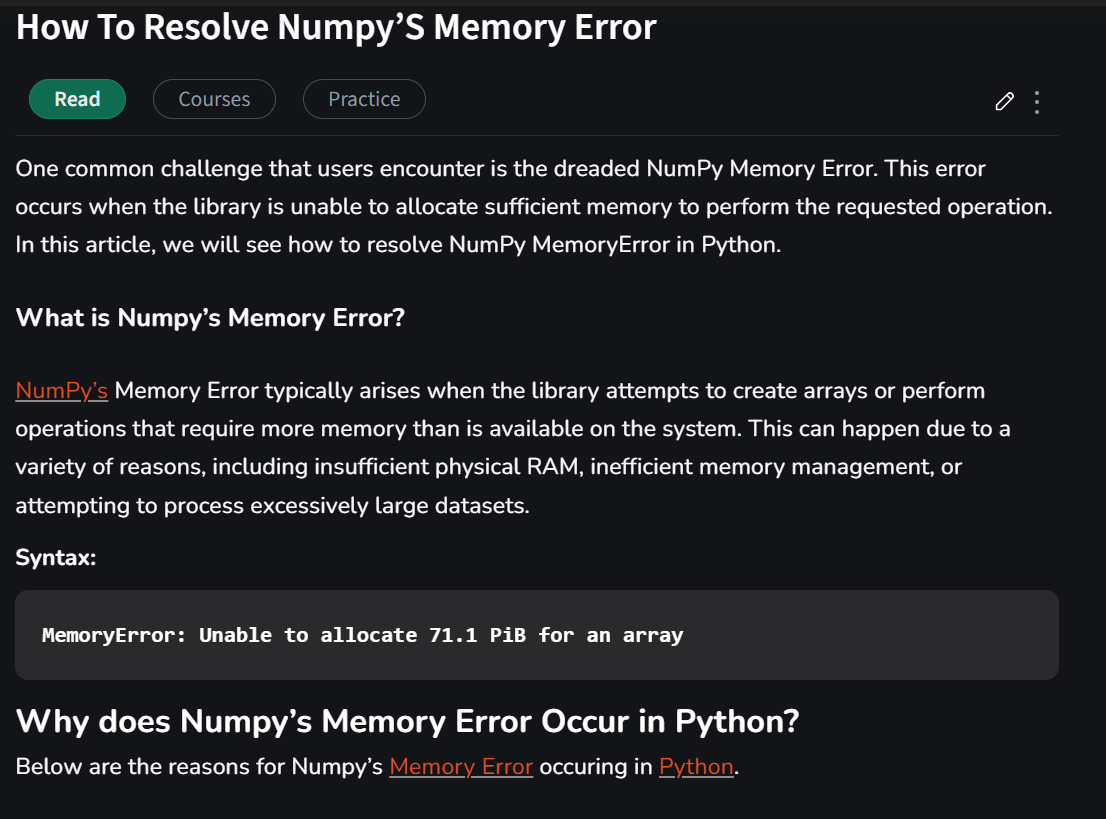 How To Resolve Numpy’S Memory Error
Read
Courses
Practice
One common challenge that users encounter is the dreaded NumPy Memory Error. This error
occurs when the library is unable to allocate sufficient memory to perform the requested operation.
In this article, we will see how to resolve NumPy MemoryError in Python.
What is Numpy’s Memory Error?
NumPy’s Memory Error typically arises when the library attempts to create arrays or perform
operations that require more memory than is available on the system. This can happen due to a
variety of reasons, including insufficient physical RAM, inefficient memory management, or
attempting to process excessively large datasets.
Syntax:
MemoryError: Unable to allocate 71.1 PiB for an array
Why does Numpy’s Memory Error Occur in Python?
Below are the reasons for Numpy’s Memory Error occuring in Python.